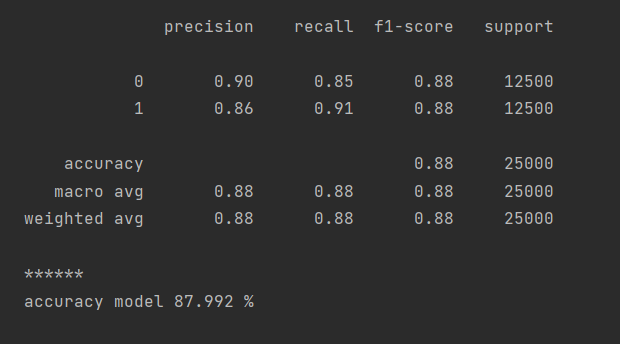 precision recall f1-score support
0 0.90 0.85 0.88 12500
1 0.86 0.91 0.88 12500
accuracy 0.88 25000
macro avg 0.88 0.88 0.88 25000
weighted avg 0.88 0.88 0.88 25000
******
accuracy model 87.992 %